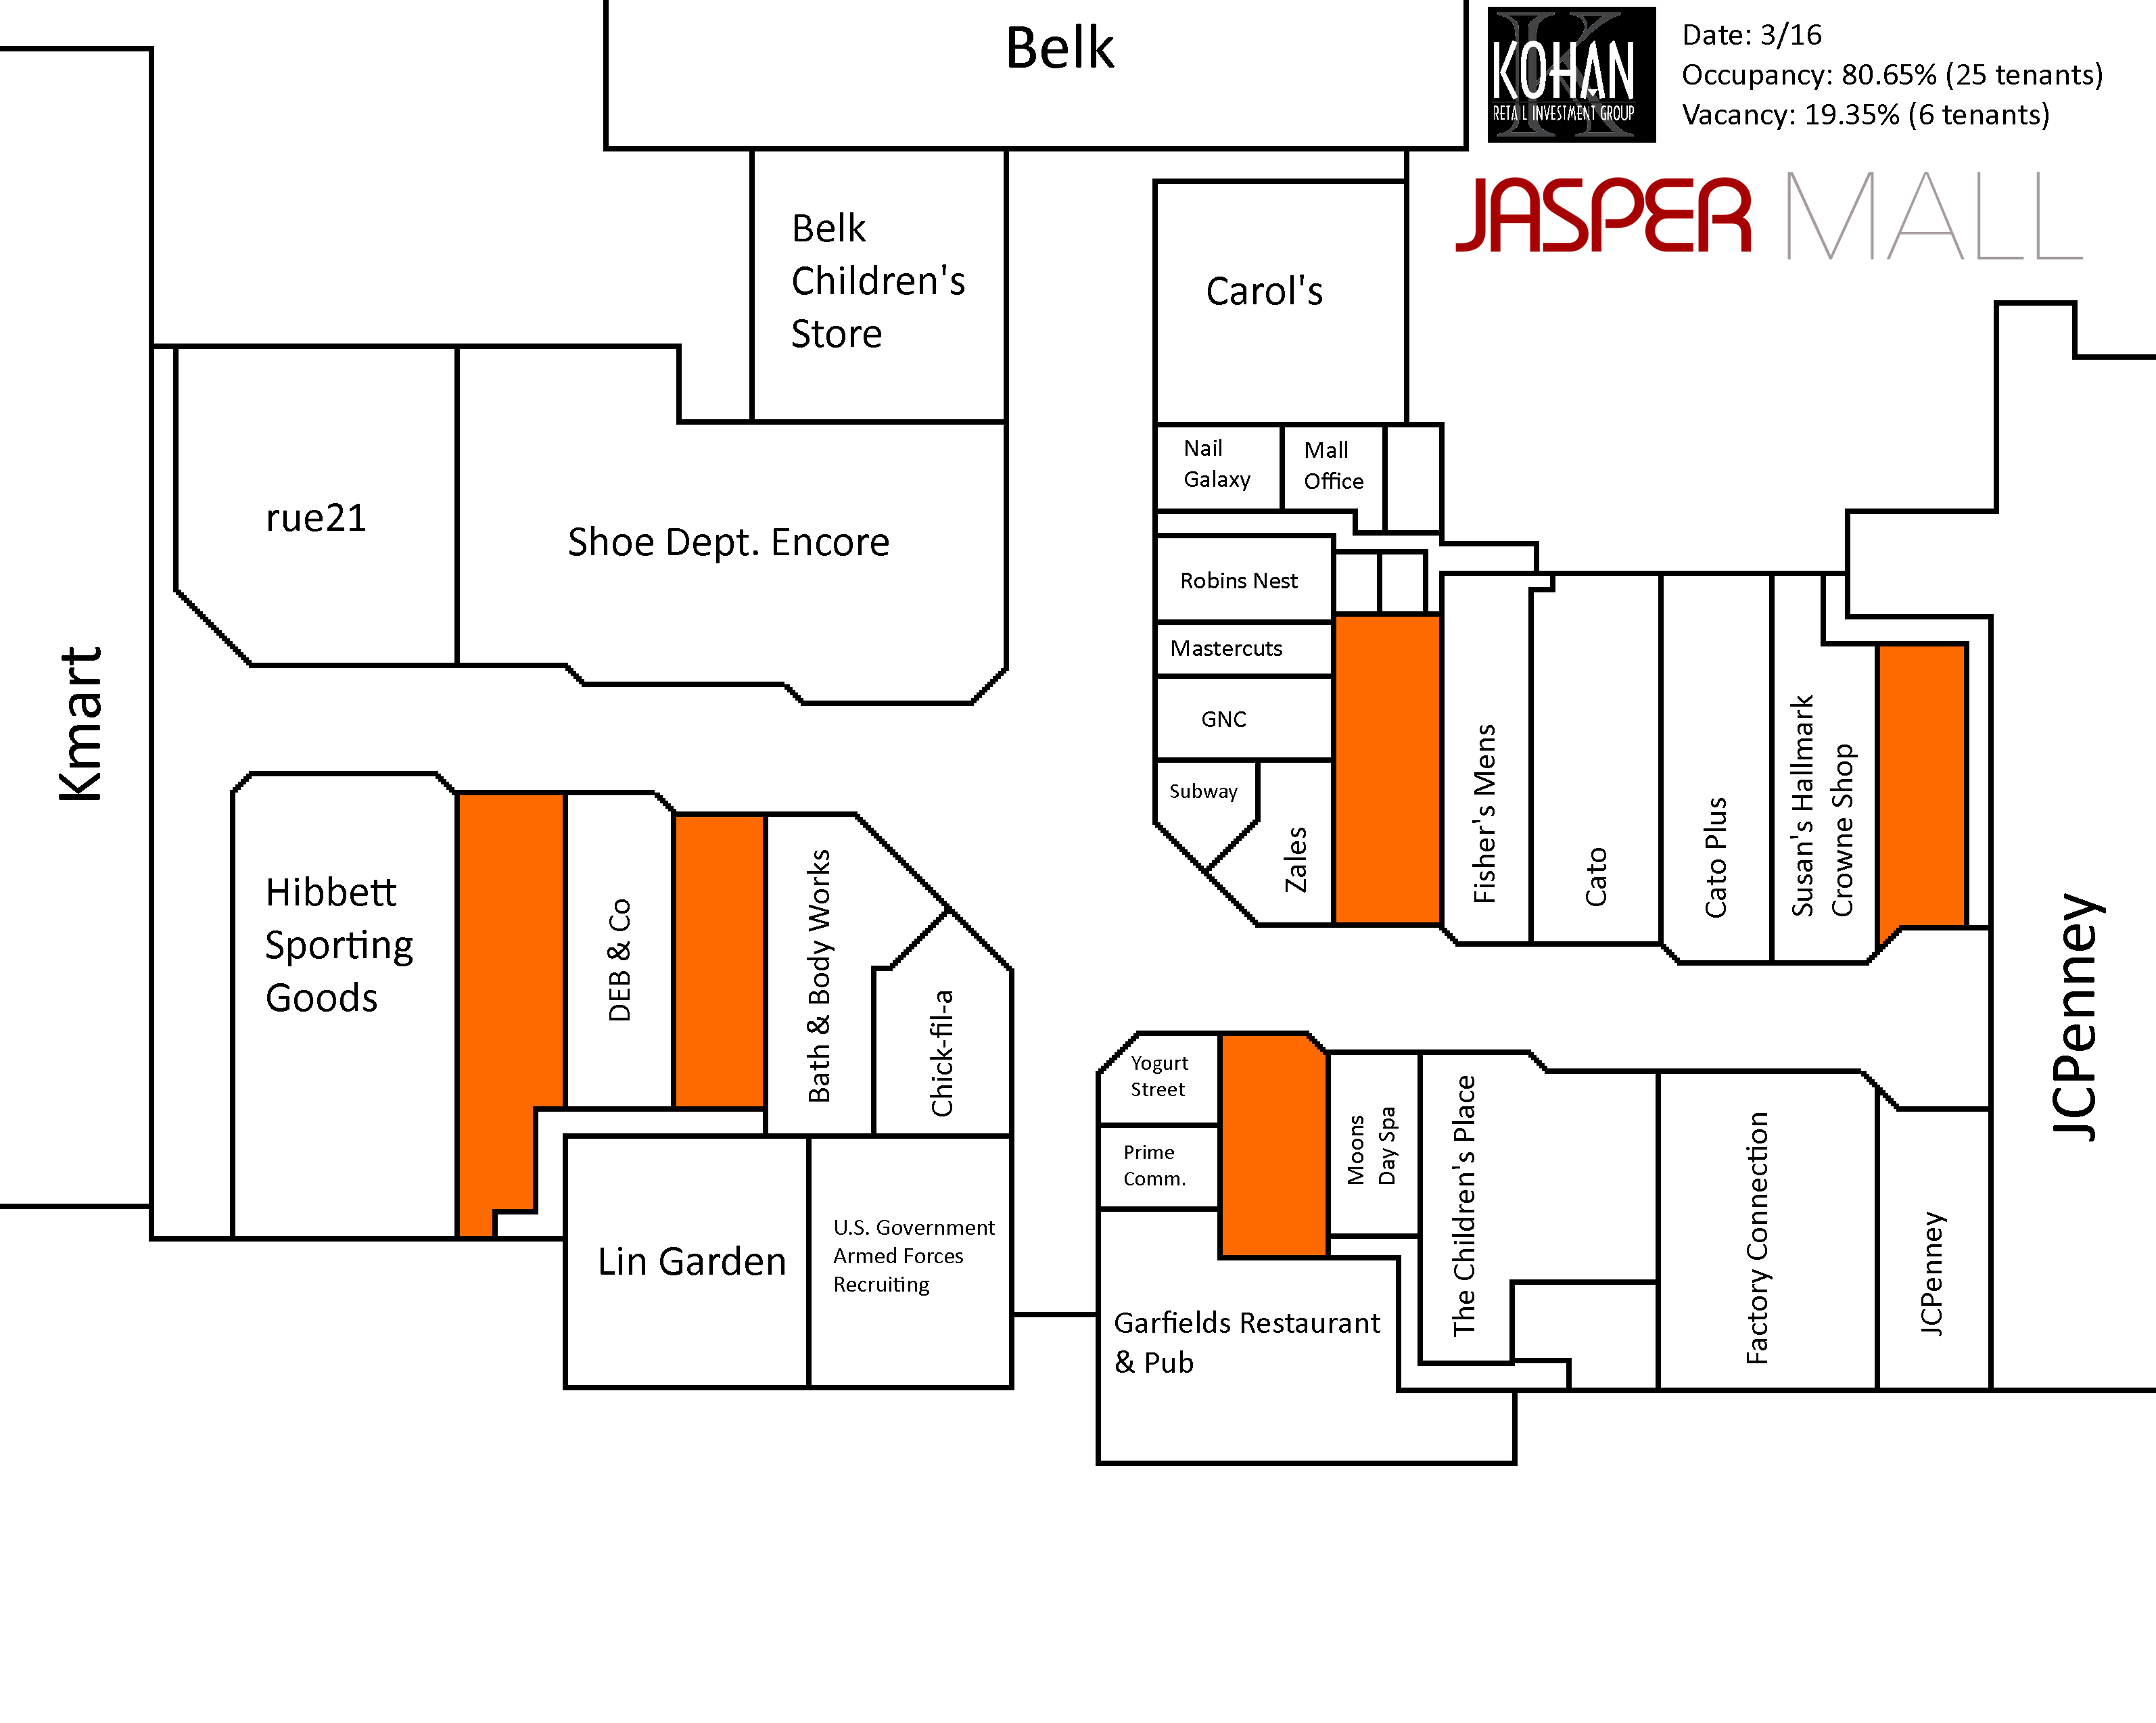 Belk
KOHAN
RETAIL INVESTMENT GROUP
Date: 3/16
Occupancy: 80.65% (25 tenants)
Vacancy: 19.35% (6 tenants)
JASPER MALL
Belk
Children's
Store
Carol's
Nail
Galaxy
Mall
Office
rue21
Shoe Dept. Encore
Robins Nest
Mastercuts
GNC
Subway
Zales
Fisher's Mens
Cato
Cato Plus
Susan's Hallmark
Crowne Shop
Kmart
Hibbett
Sporting
Goods
DEB & Co
Bath & Body Works
Chick-fil-a
JCPenney
Yogurt
Street
Prime
Comm.
Moons
Day Spa
The Children's Place
Factory Connection
JCPenney
Lin Garden
U.S. Government
Armed Forces
Recruiting
Garfields Restaurant
& Pub